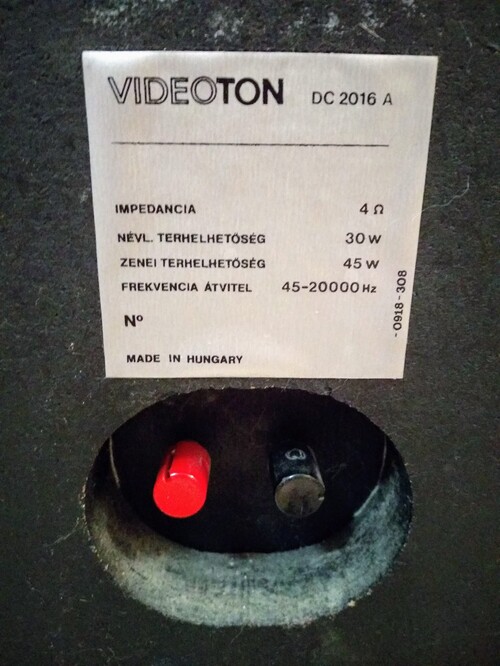 VIDEOTON DC 2016 A
IMPEDANCIA 4 Ω
NÉVL. TERHELHETŐSÉG 30 W
ZENEI TERHELHETŐSÉG 45 W
FREKVENCIA ÁTVITEL 45-20000 Hz
Nº
MADE IN HUNGARY
-0918-308